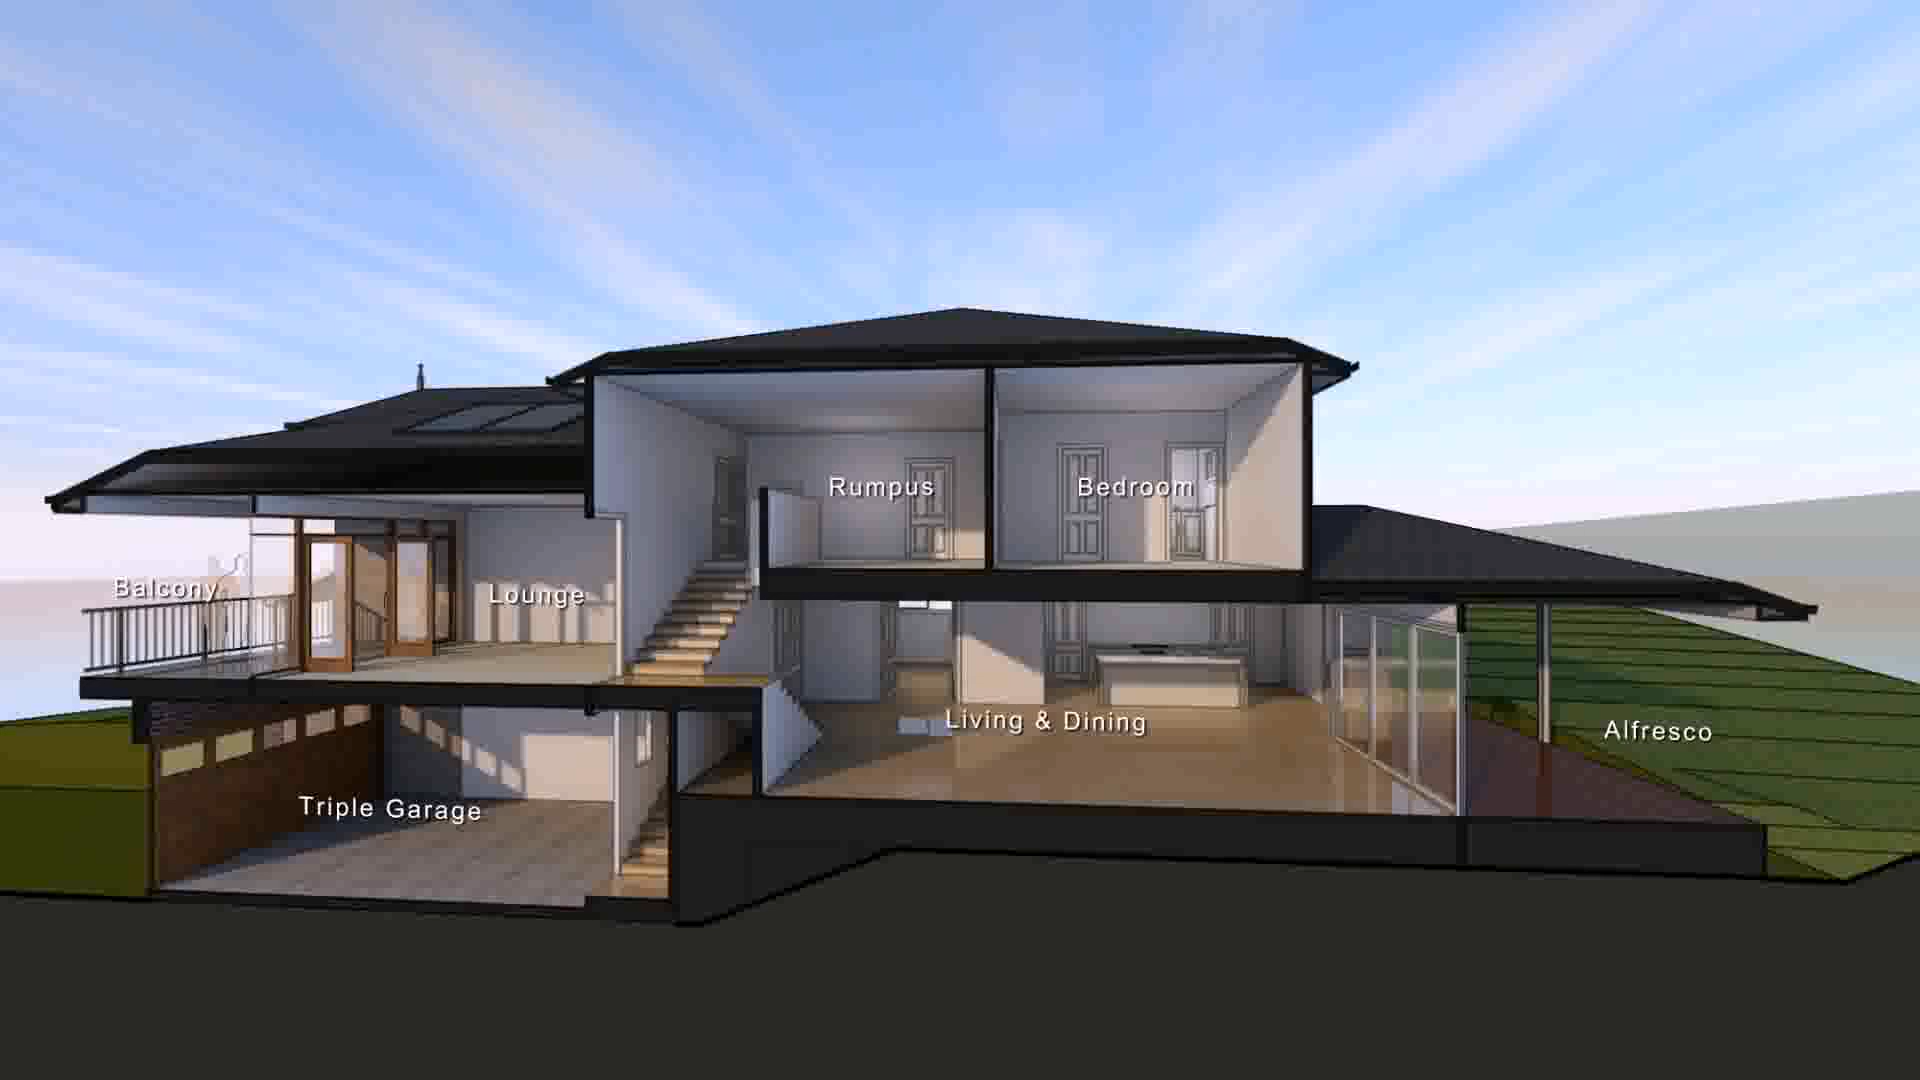 Rumpus
Bedroom
Balcony
Lounge
Living & Dining
Alfresco
Triple Garage